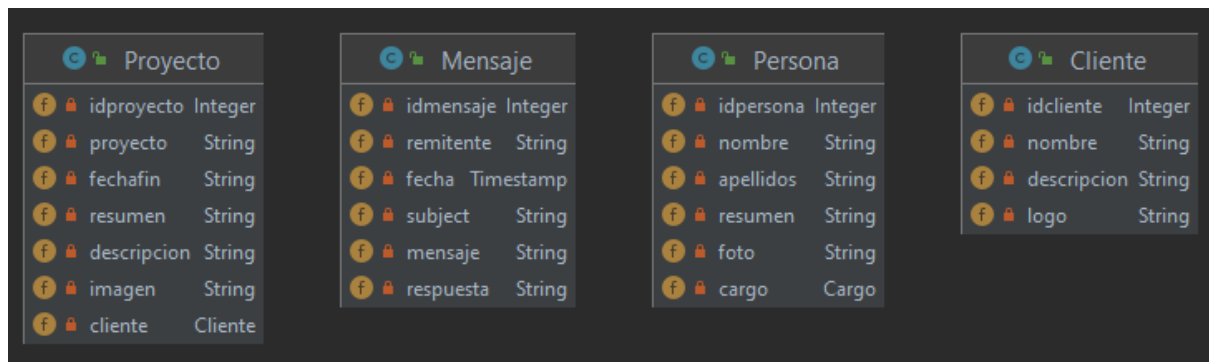 Proyecto
idproyecto Integer
proyecto String
fechafin String
resumen String
descripcion String
imagen String
cliente Cliente
Mensaje
idmensaje Integer
remitente String
fecha Timestamp
subject String
mensaje String
respuesta String
Persona
idpersona Integer
nombre String
apellidos String
resumen String
foto String
cargo Cargo
Cliente
idcliente Integer
nombre String
descripcion String
logo String